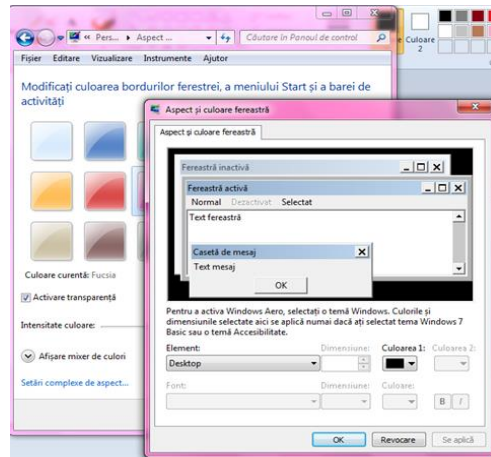 « Pers... ▸ Aspect ...
Căutare în Panoul de control
Fișier Editare Vizualizare Instrumente Ajutor
Modificați culoarea bordurilor ferestrei, a meniului Start și a barei de
activități
Culoare curentă: Fucsia
Activare transparență
Intensitate culoare:
Afișare mixer de culori
Setări complexe de aspect...
Culoare
2
Aspect și culoare fereastră
Aspect și culoare fereastră
Fereastră inactivă
Fereastră activă
Normal Dezactivat Selectat
Text fereastră
Casetă de mesaj
Text mesaj
OK
Pentru a activa Windows Aero, selectați o temă Windows. Culorile și
dimensiunile selectate aici se aplică numai dacă ați selectat tema Windows 7
Basic sau o temă Accesibilitate.
Element: Dimensiune: Culoarea 1: Culoarea 2:
Desktop
Font: Dimensiune: Culoare:
B I
OK Revocare Se aplică